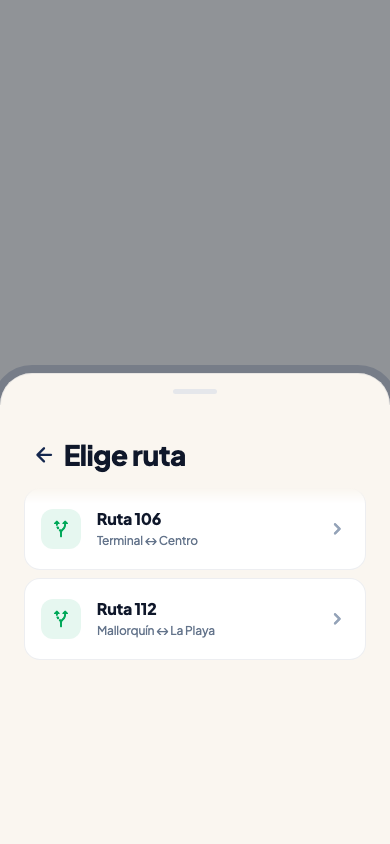 Elige ruta
Ruta 106
Terminal ↔ Centro
Ruta 112
Mallorquín ↔ La Playa